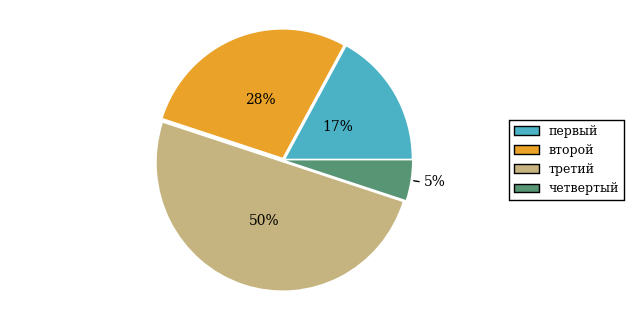 28%
17%
5%
50%
первый
второй
третий
четвертый